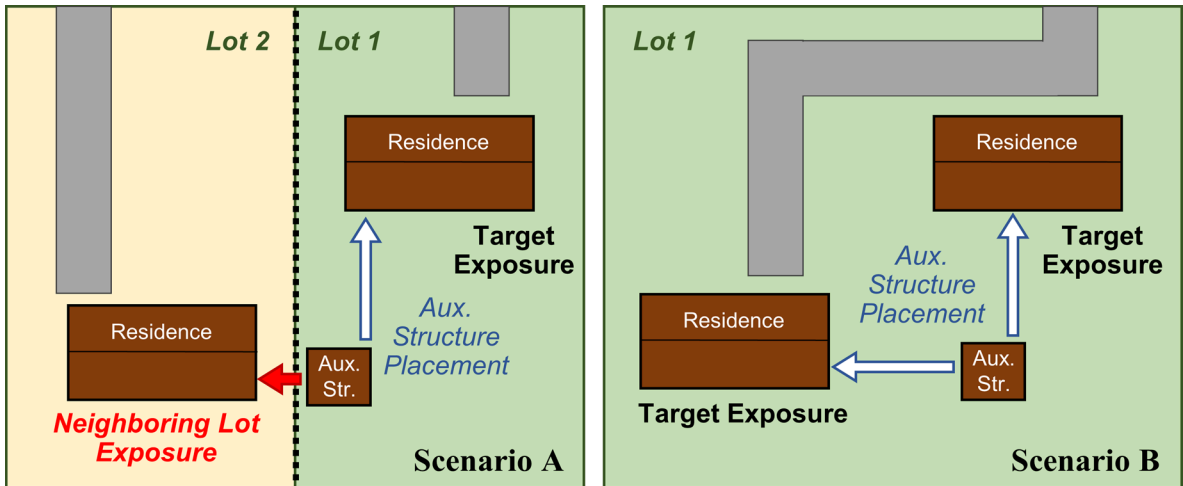 Lot 2
Lot 1
Residence
Target
Exposure
Aux.
Structure
Placement
Residence
Aux.
Str.
Neighboring Lot
Exposure
Scenario A
Lot 1
Residence
Target
Exposure
Aux.
Structure
Placement
Residence
Aux.
Str.
Target Exposure
Scenario B